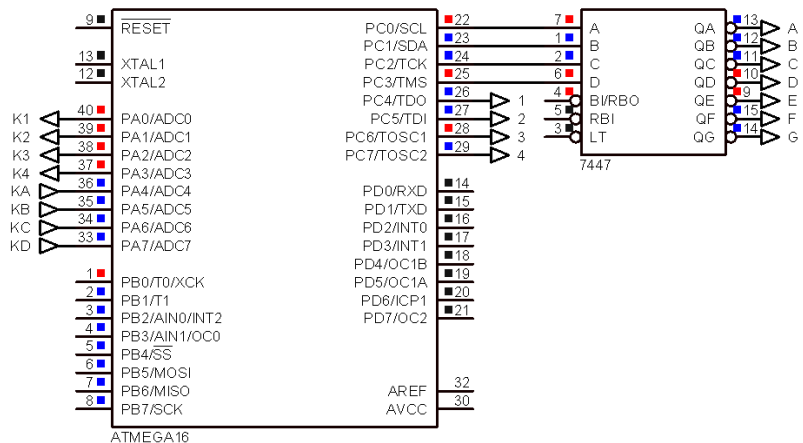 9 RESET PC0/SCL 22 7 A QA 13 A
PC1/SDA 23 1 B QB 12 B
13 XTAL1 PC2/TCK 24 2 C QC 11 C
12 XTAL2 PC3/TMS 25 6 D QD 10 D
PC4/TDO 26 1 4 BI/RBO QE 9 E
K1 40 PA0/ADC0 PC5/TDI 27 2 5 RBI QF 15 F
K2 39 PA1/ADC1 PC6/TOSC1 28 3 3 LT QG 14 G
K3 38 PA2/ADC2 PC7/TOSC2 29 4
7447
K4 37 PA3/ADC3
KA 36 PA4/ADC4 PD0/RXD 14
KB 35 PA5/ADC5 PD1/TXD 15
KC 34 PA6/ADC6 PD2/INT0 16
KD 33 PA7/ADC7 PD3/INT1 17
PD4/OC1B 18
1 PB0/T0/XCK PD5/OC1A 19
2 PB1/T1 PD6/ICP1 20
3 PB2/AIN0/INT2 PD7/OC2 21
4 PB3/AIN1/OC0
5 PB4/SS
6 PB5/MOSI
7 PB6/MISO AREF 32
8 PB7/SCK AVCC 30
ATMEGA16